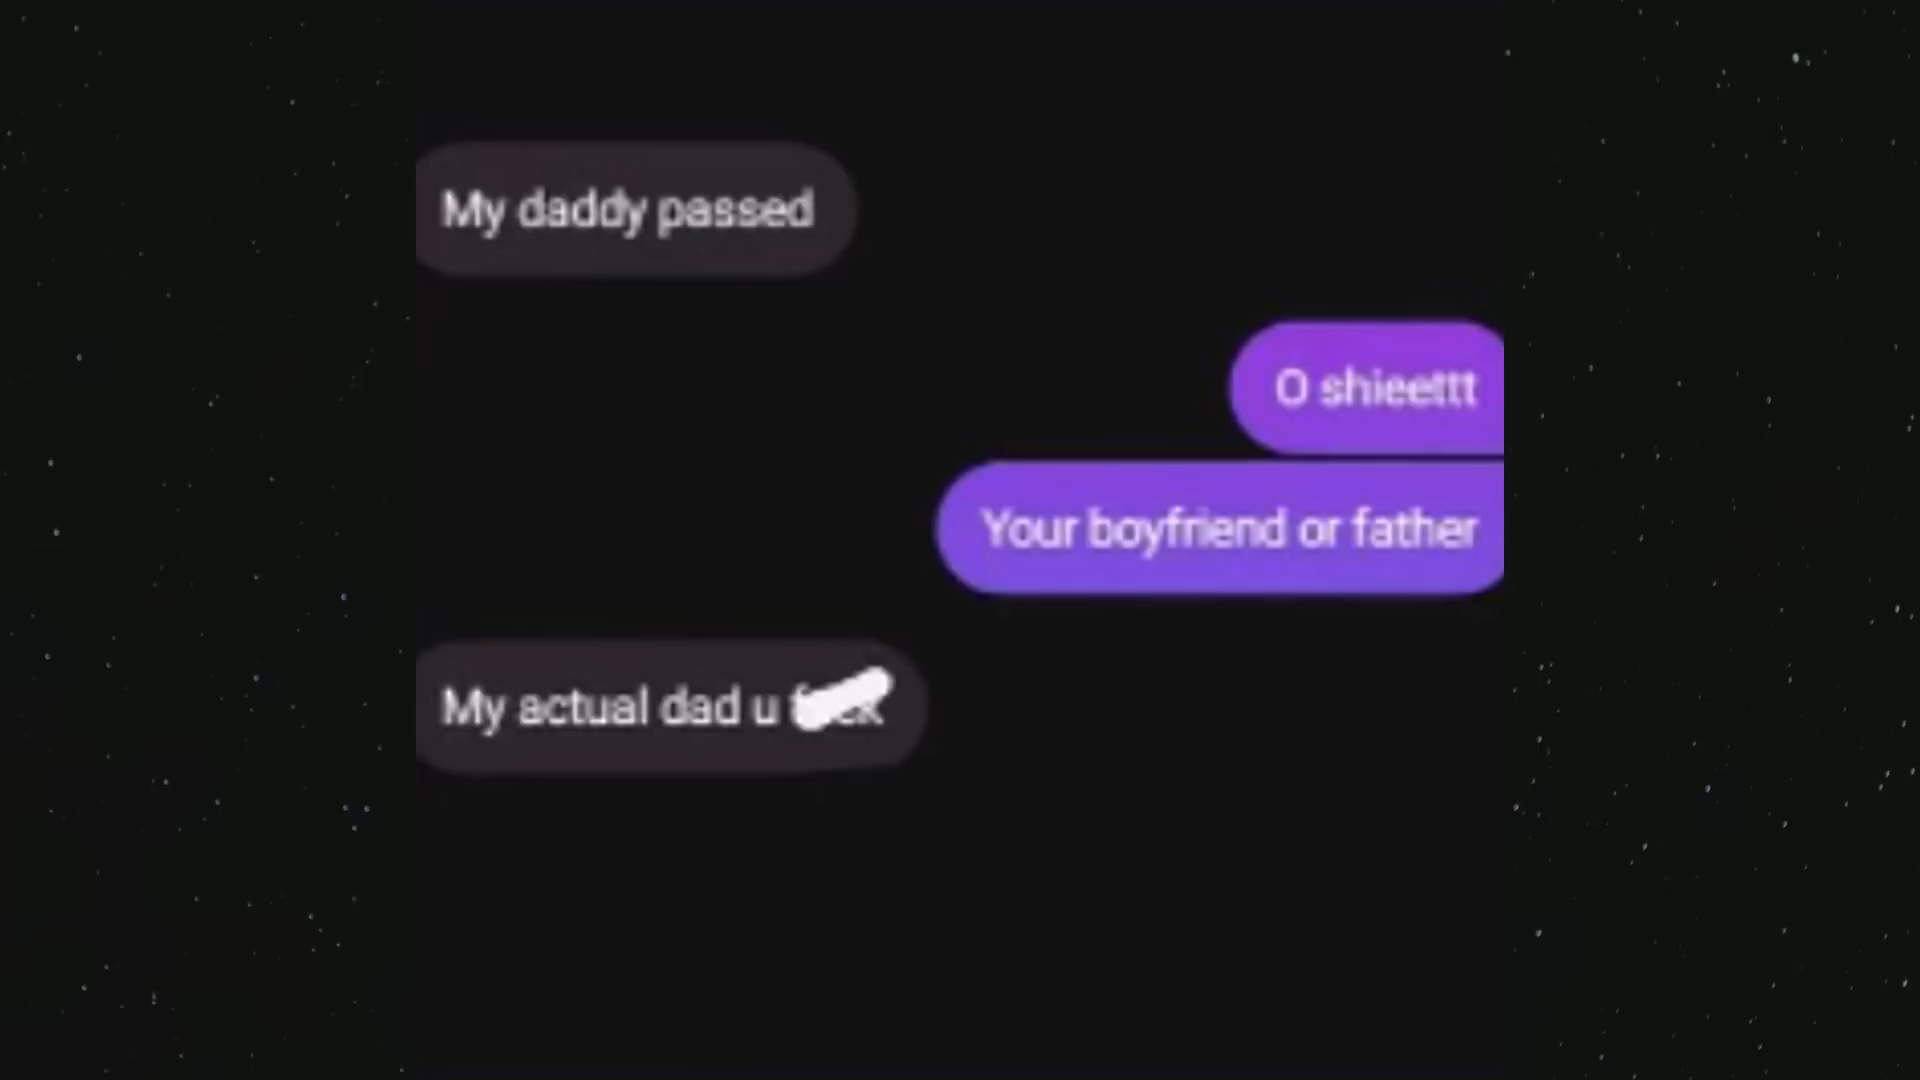 My daddy passed
O shieettt
Your boyfriend or father
My actual dad u